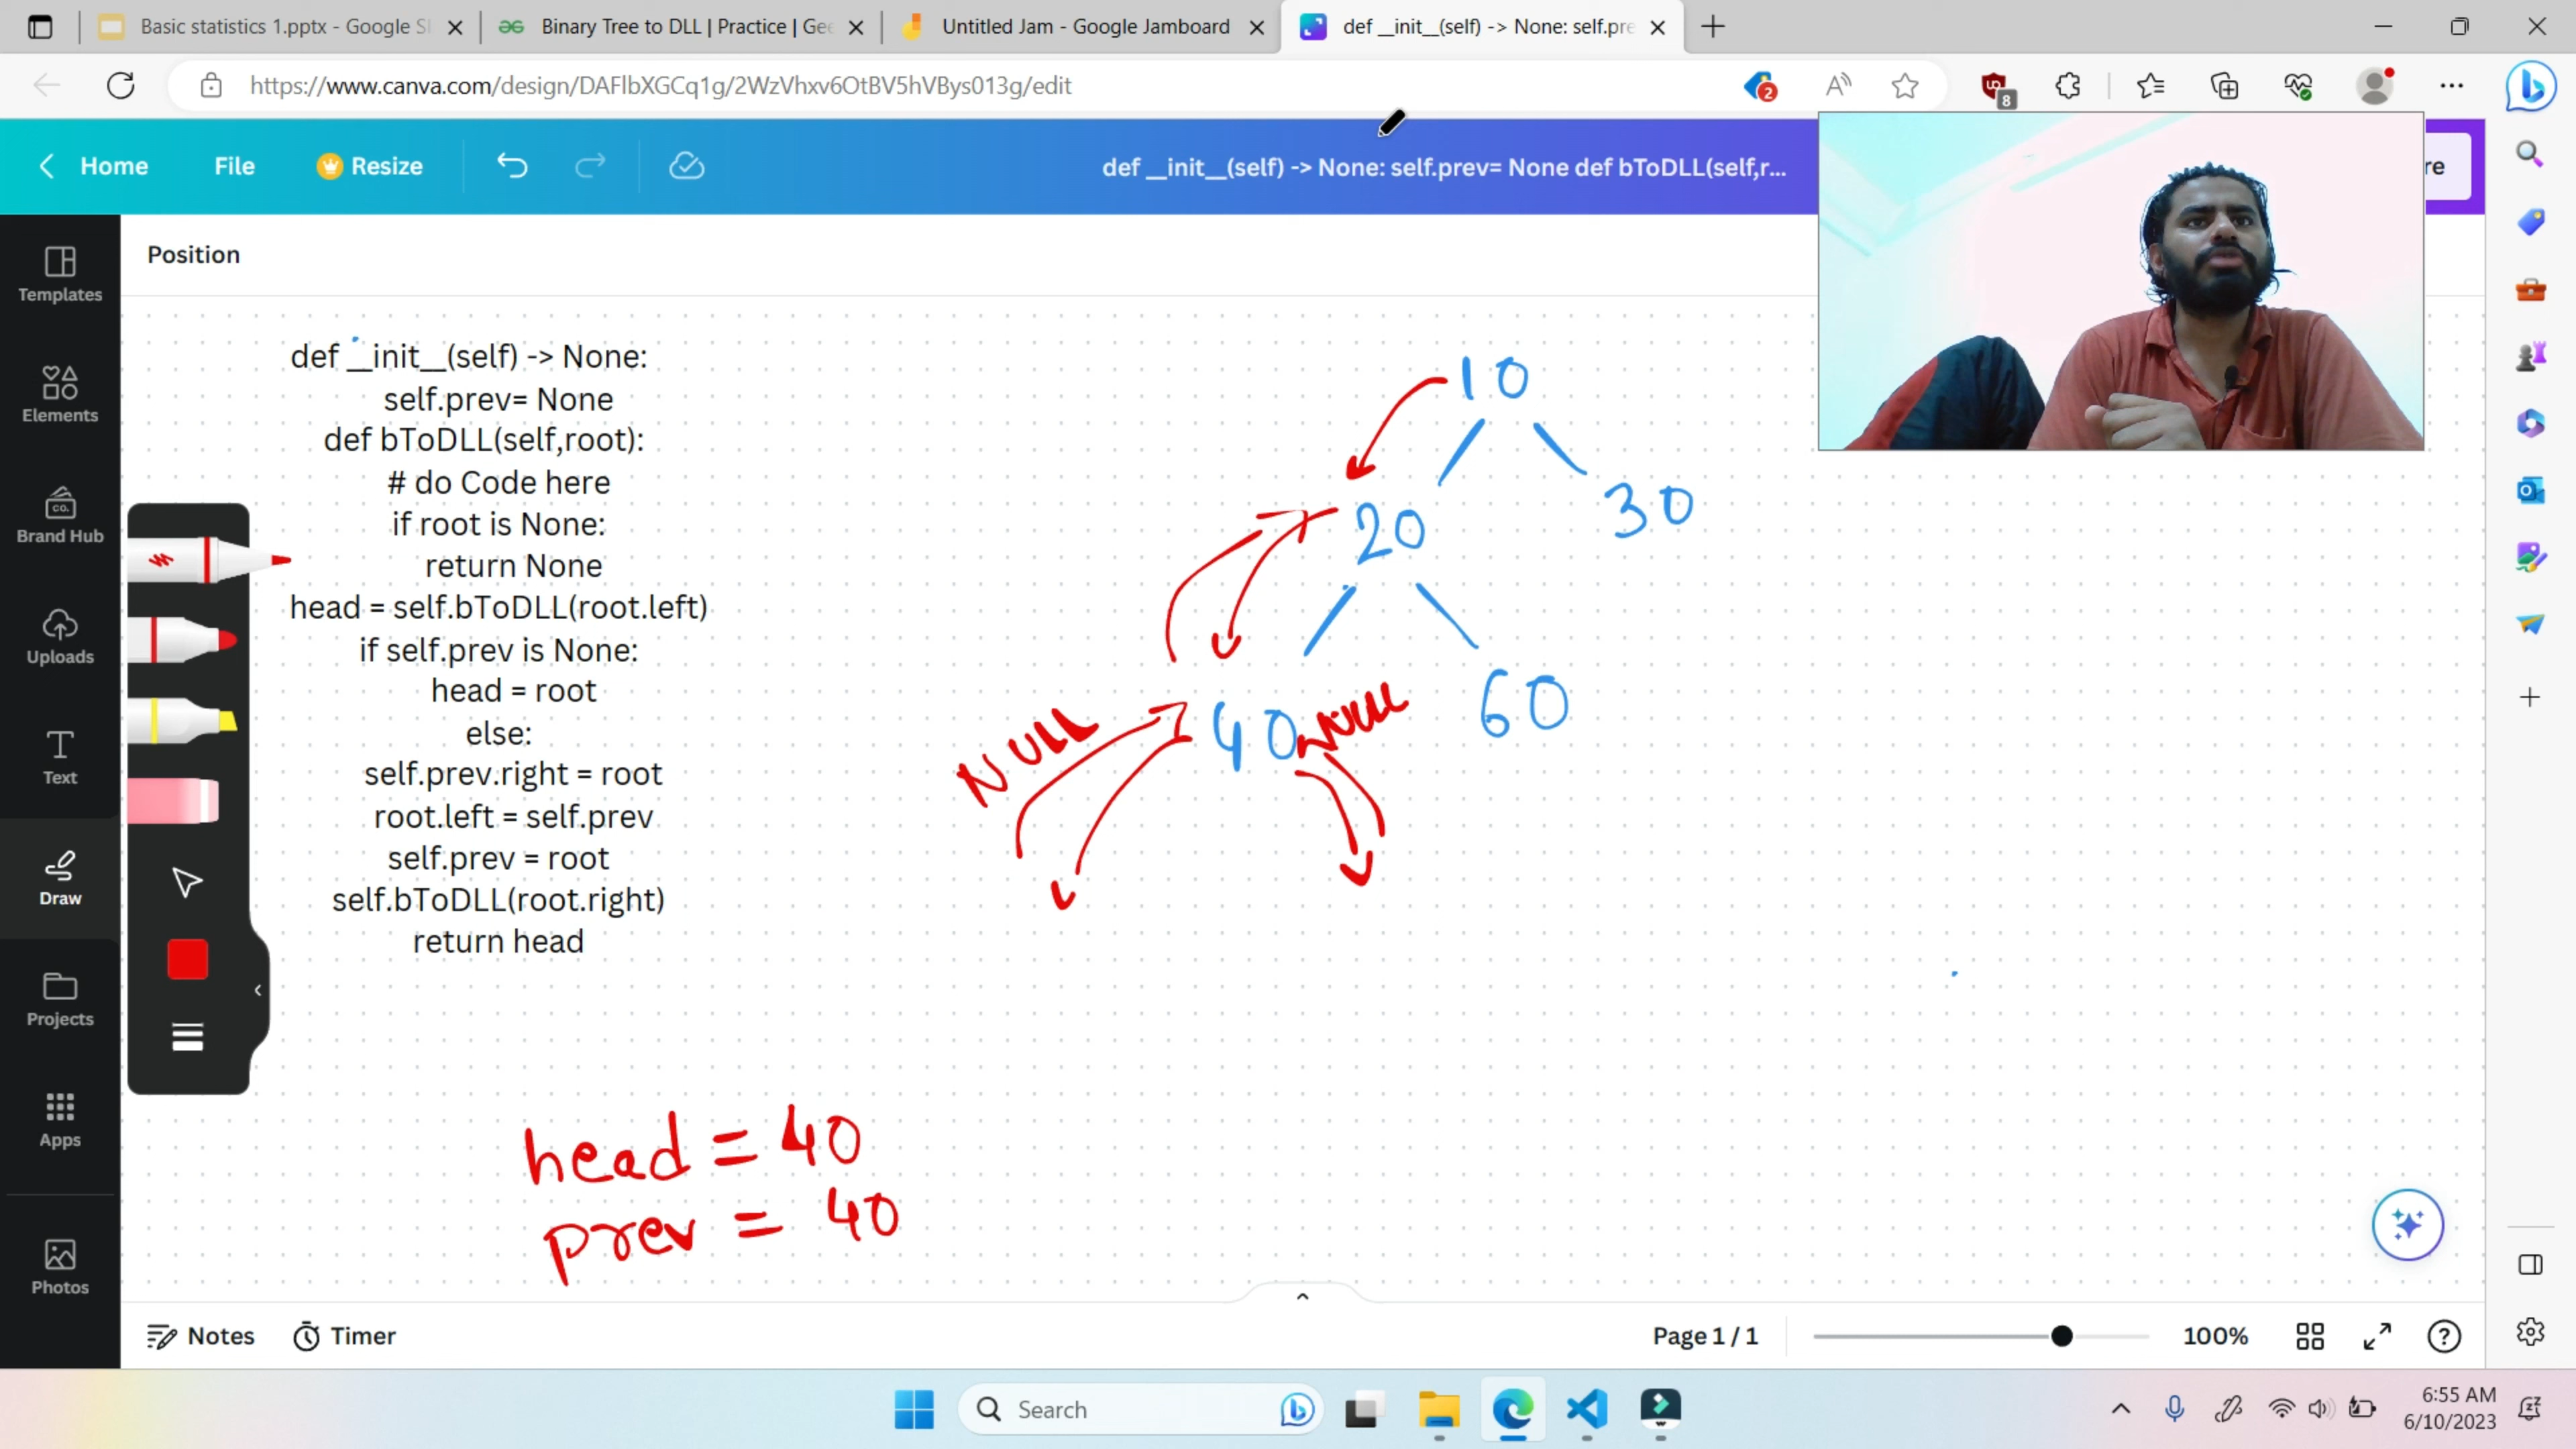 Basic statistics 1.pptx - Google Sl
Binary Tree to DLL | Practice | Gee
Untitled Jam - Google Jamboard
def __init__(self) -> None: self.pre
https://www.canva.com/design/DAFlbXGCq1g/2WzVhxv6OtBV5hVBys013g/edit
2
8
Home
File
Resize
def __init__(self) -> None: self.prev= None def bToDLL(self,r...
re
Position
Templates
Elements
Brand Hub
Uploads
Text
Draw
Projects
Apps
Photos
def __init__(self) -> None:
self.prev= None
def bToDLL(self,root):
# do Code here
if root is None:
return None
head = self.bToDLL(root.left)
if self.prev is None:
head = root
else:
self.prev.right = root
root.left = self.prev
self.prev = root
self.bToDLL(root.right)
return head
10
20
30
NULL
40
NULL
60
head = 40
prev = 40
Notes
Timer
Page 1 / 1
100%
Search
6:55 AM
6/10/2023